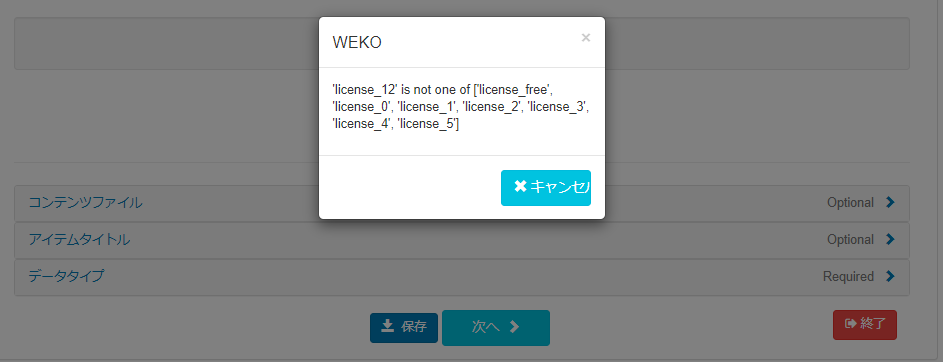 WEKO ×
'license_12' is not one of ['license_free',
'license_0', 'license_1', 'license_2', 'license_3',
'license_4', 'license_5']
キャンセル
コンテンツファイル Optional
アイテムタイトル Optional
データタイプ Required
保存 次へ 終了